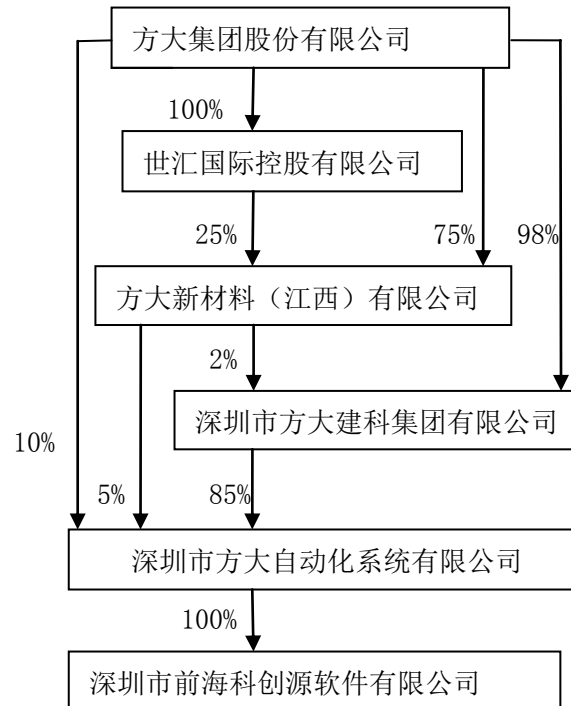 方大集团股份有限公司
100%
世汇国际控股有限公司
25%
75%
98%
方大新材料（江西）有限公司
2%
深圳市方大建科集团有限公司
10%
5%
85%
深圳市方大自动化系统有限公司
100%
深圳市前海科创源软件有限公司